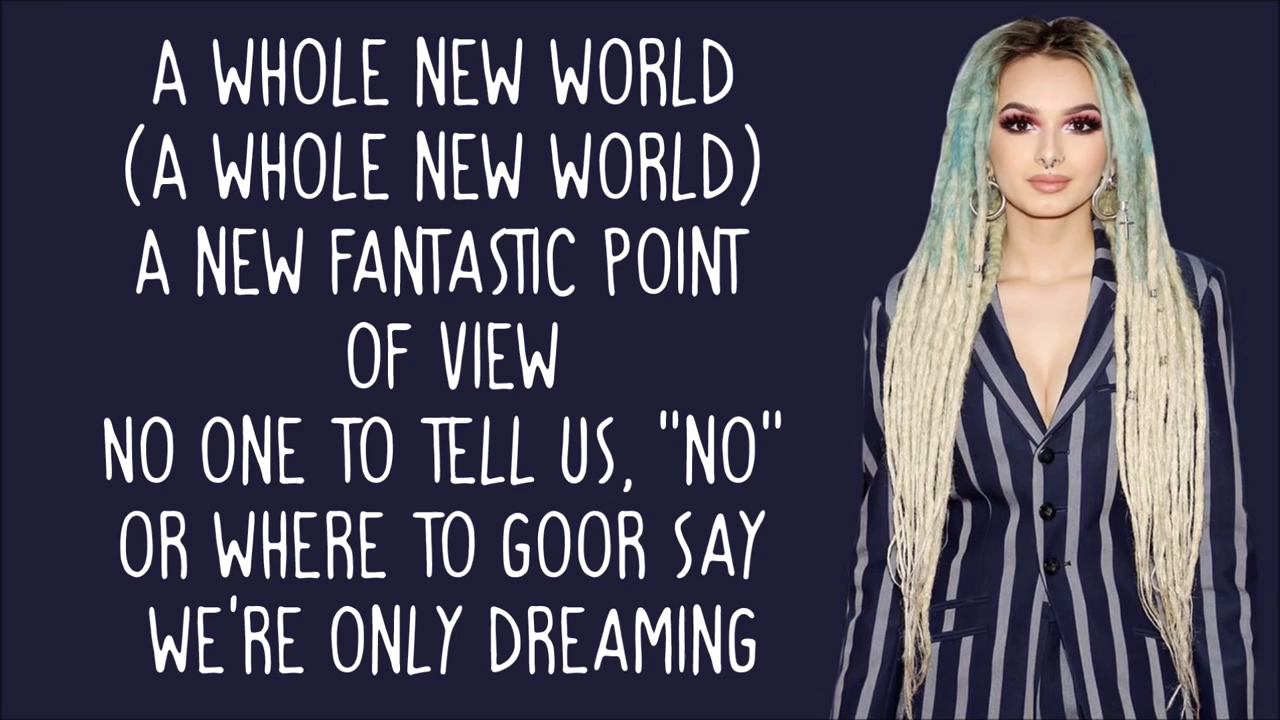 A WHOLE NEW WORLD
(A WHOLE NEW WORLD)
A NEW FANTASTIC POINT
OF VIEW
NO ONE TO TELL US, "NO"
OR WHERE TO GOOR SAY
WE'RE ONLY DREAMING